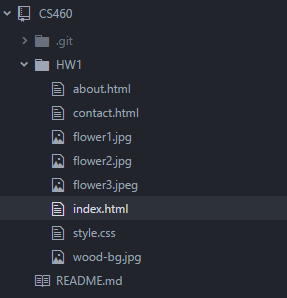 CS460
.git
HW1
about.html
contact.html
flower1.jpg
flower2.jpg
flower3.jpeg
index.html
style.css
wood-bg.jpg
README.md